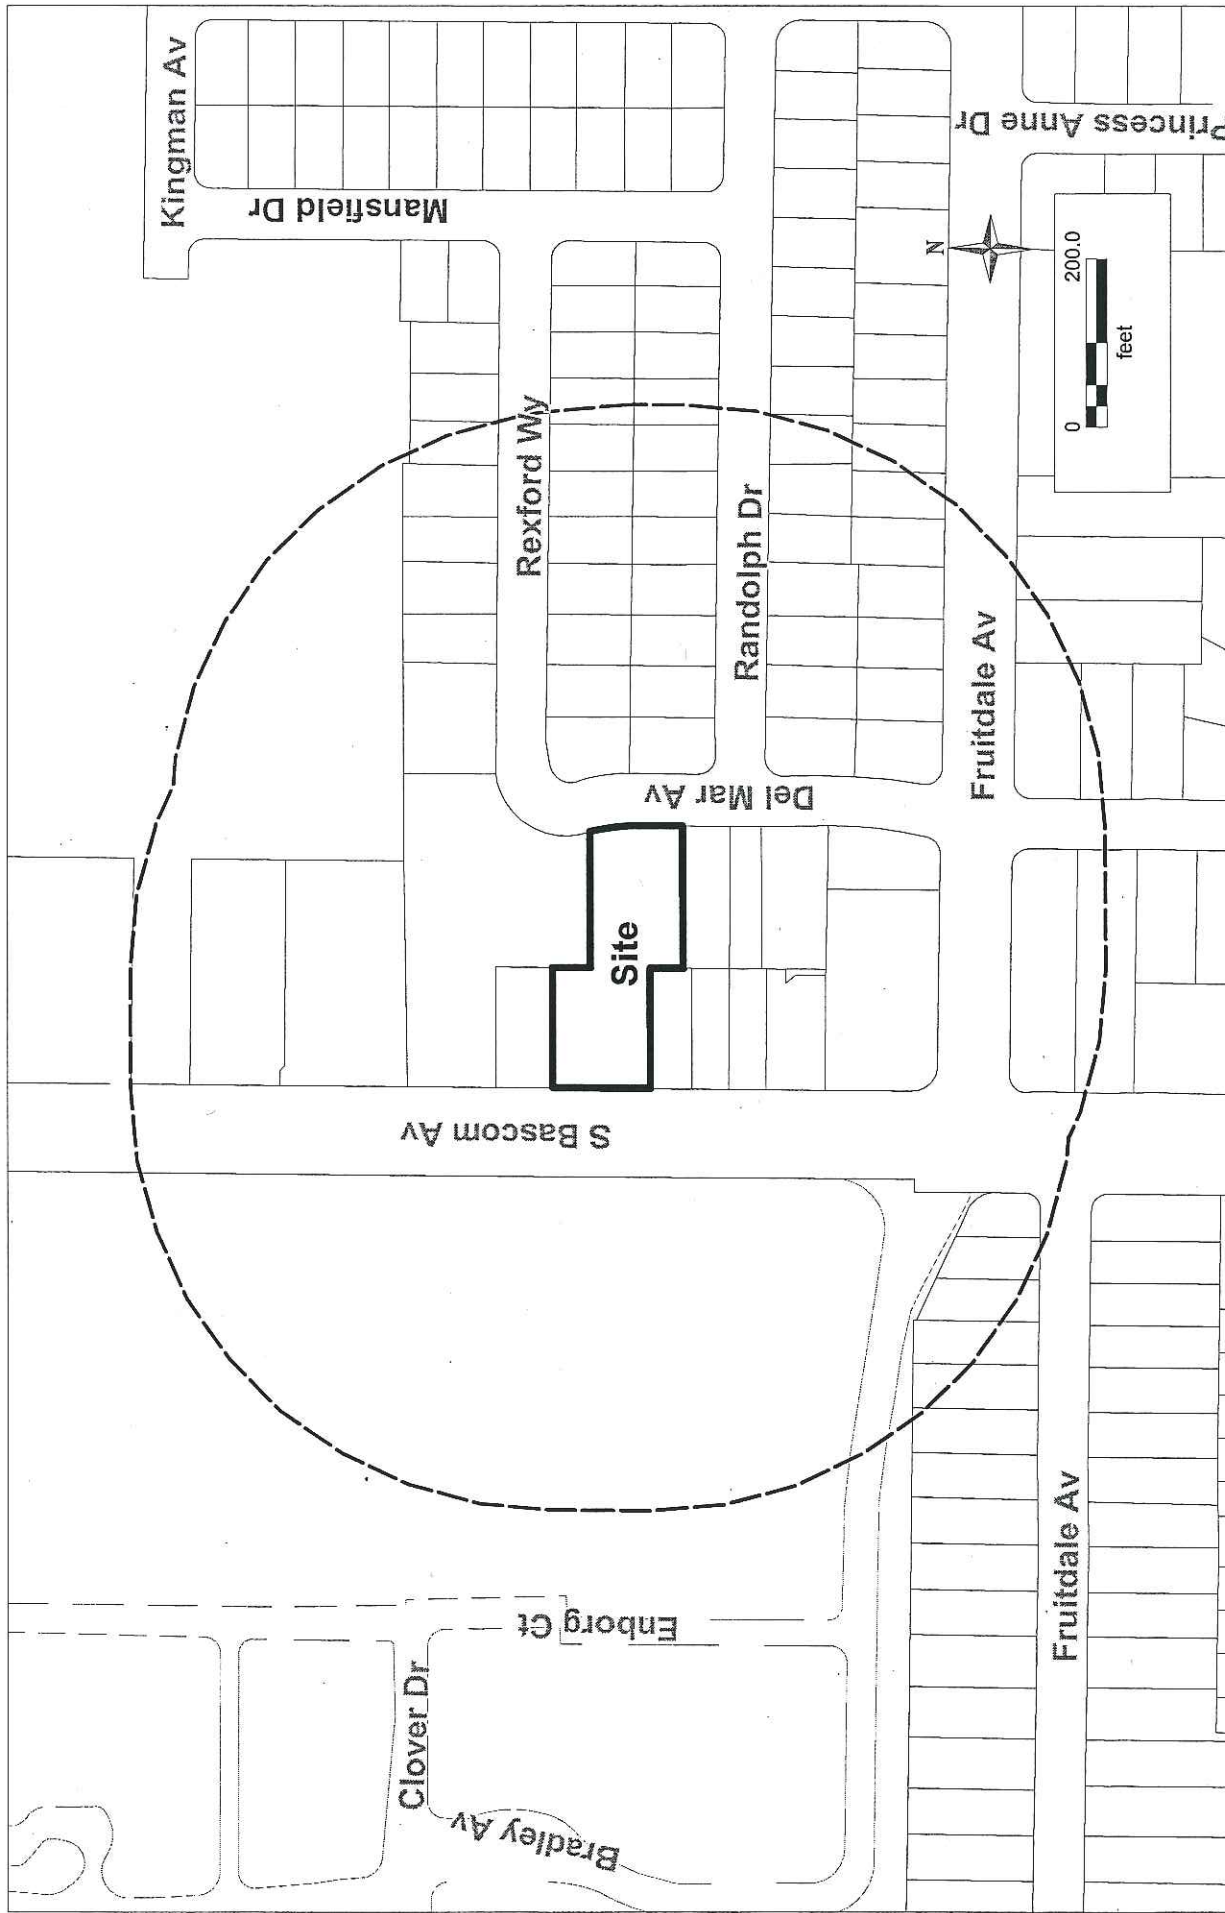 Kingman Av
Mansfield Dr
Princess Anne Dr
N
0
200.0
feet
Rexford Wy
Randolph Dr
Fruitdale Av
Del Mar Av
Site
S Bascom Av
Enborg Ct
Clover Dr
Bradley Av
Fruitdale Av